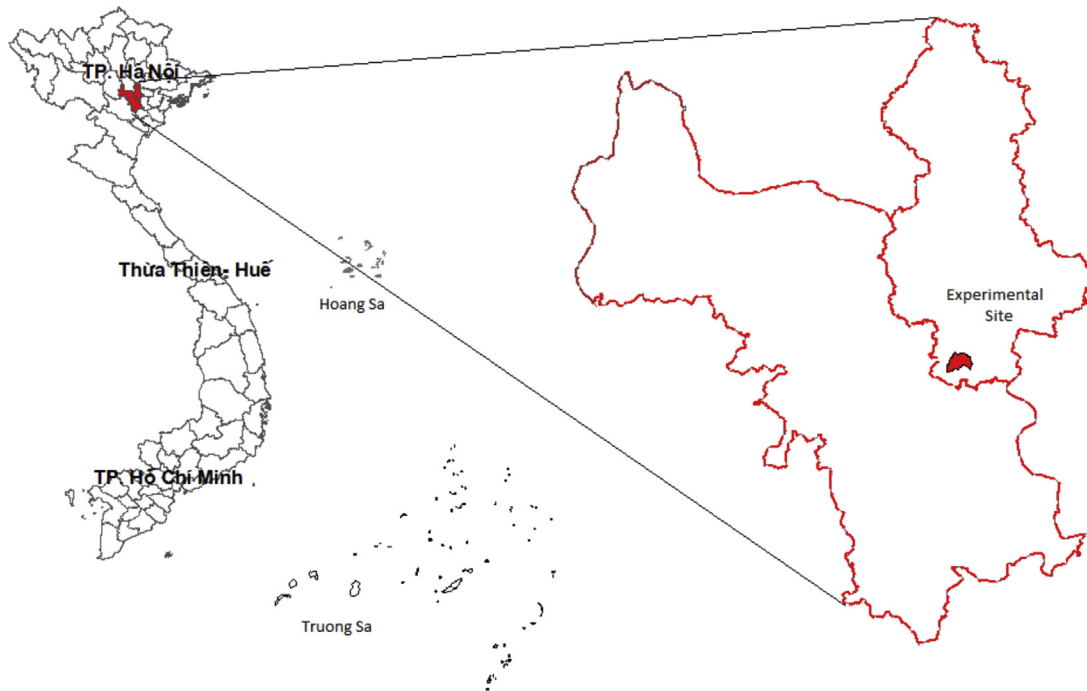 TP. Hà Nội
Thừa Thiên- Huế
Hoang Sa
Experimental
Site
TP. Hồ Chí Minh
Truong Sa